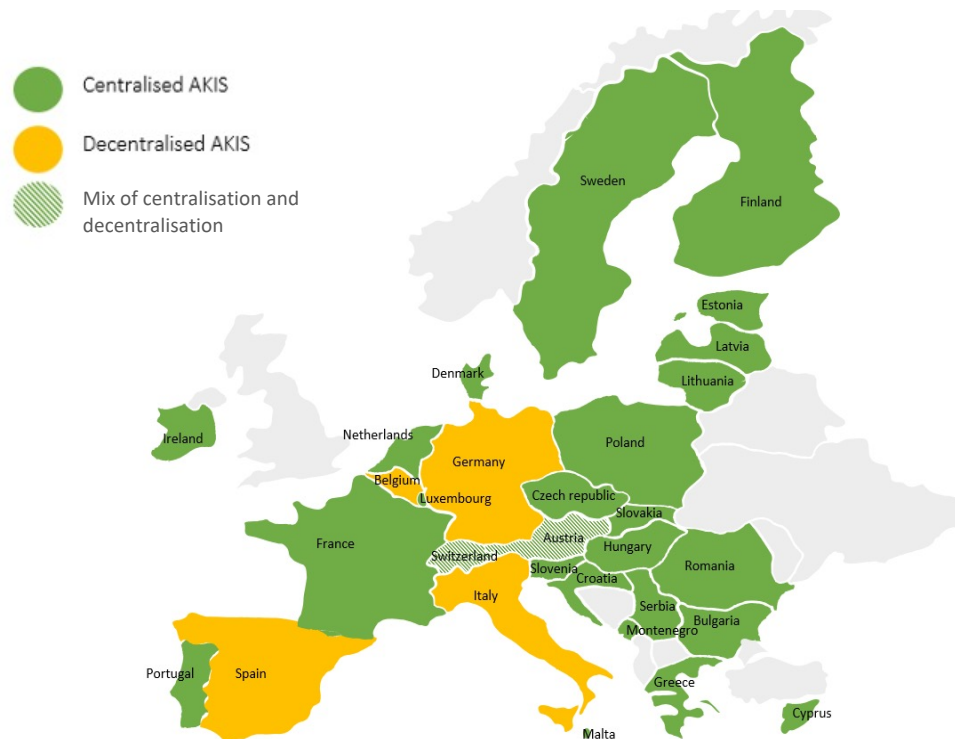 Centralised AKIS
Decentralised AKIS
Mix of centralisation and
decentralisation
Sweden
Finland
Estonia
Latvia
Denmark
Lithuania
Ireland
Netherlands
Poland
Germany
Belgium
Luxembourg
Czech republic
Slovakia
France
Austria
Switzerland
Hungary
Slovenia
Romania
Croatia
Italy
Serbia
Bulgaria
Montenegro
Portugal
Spain
Greece
Cyprus
Malta